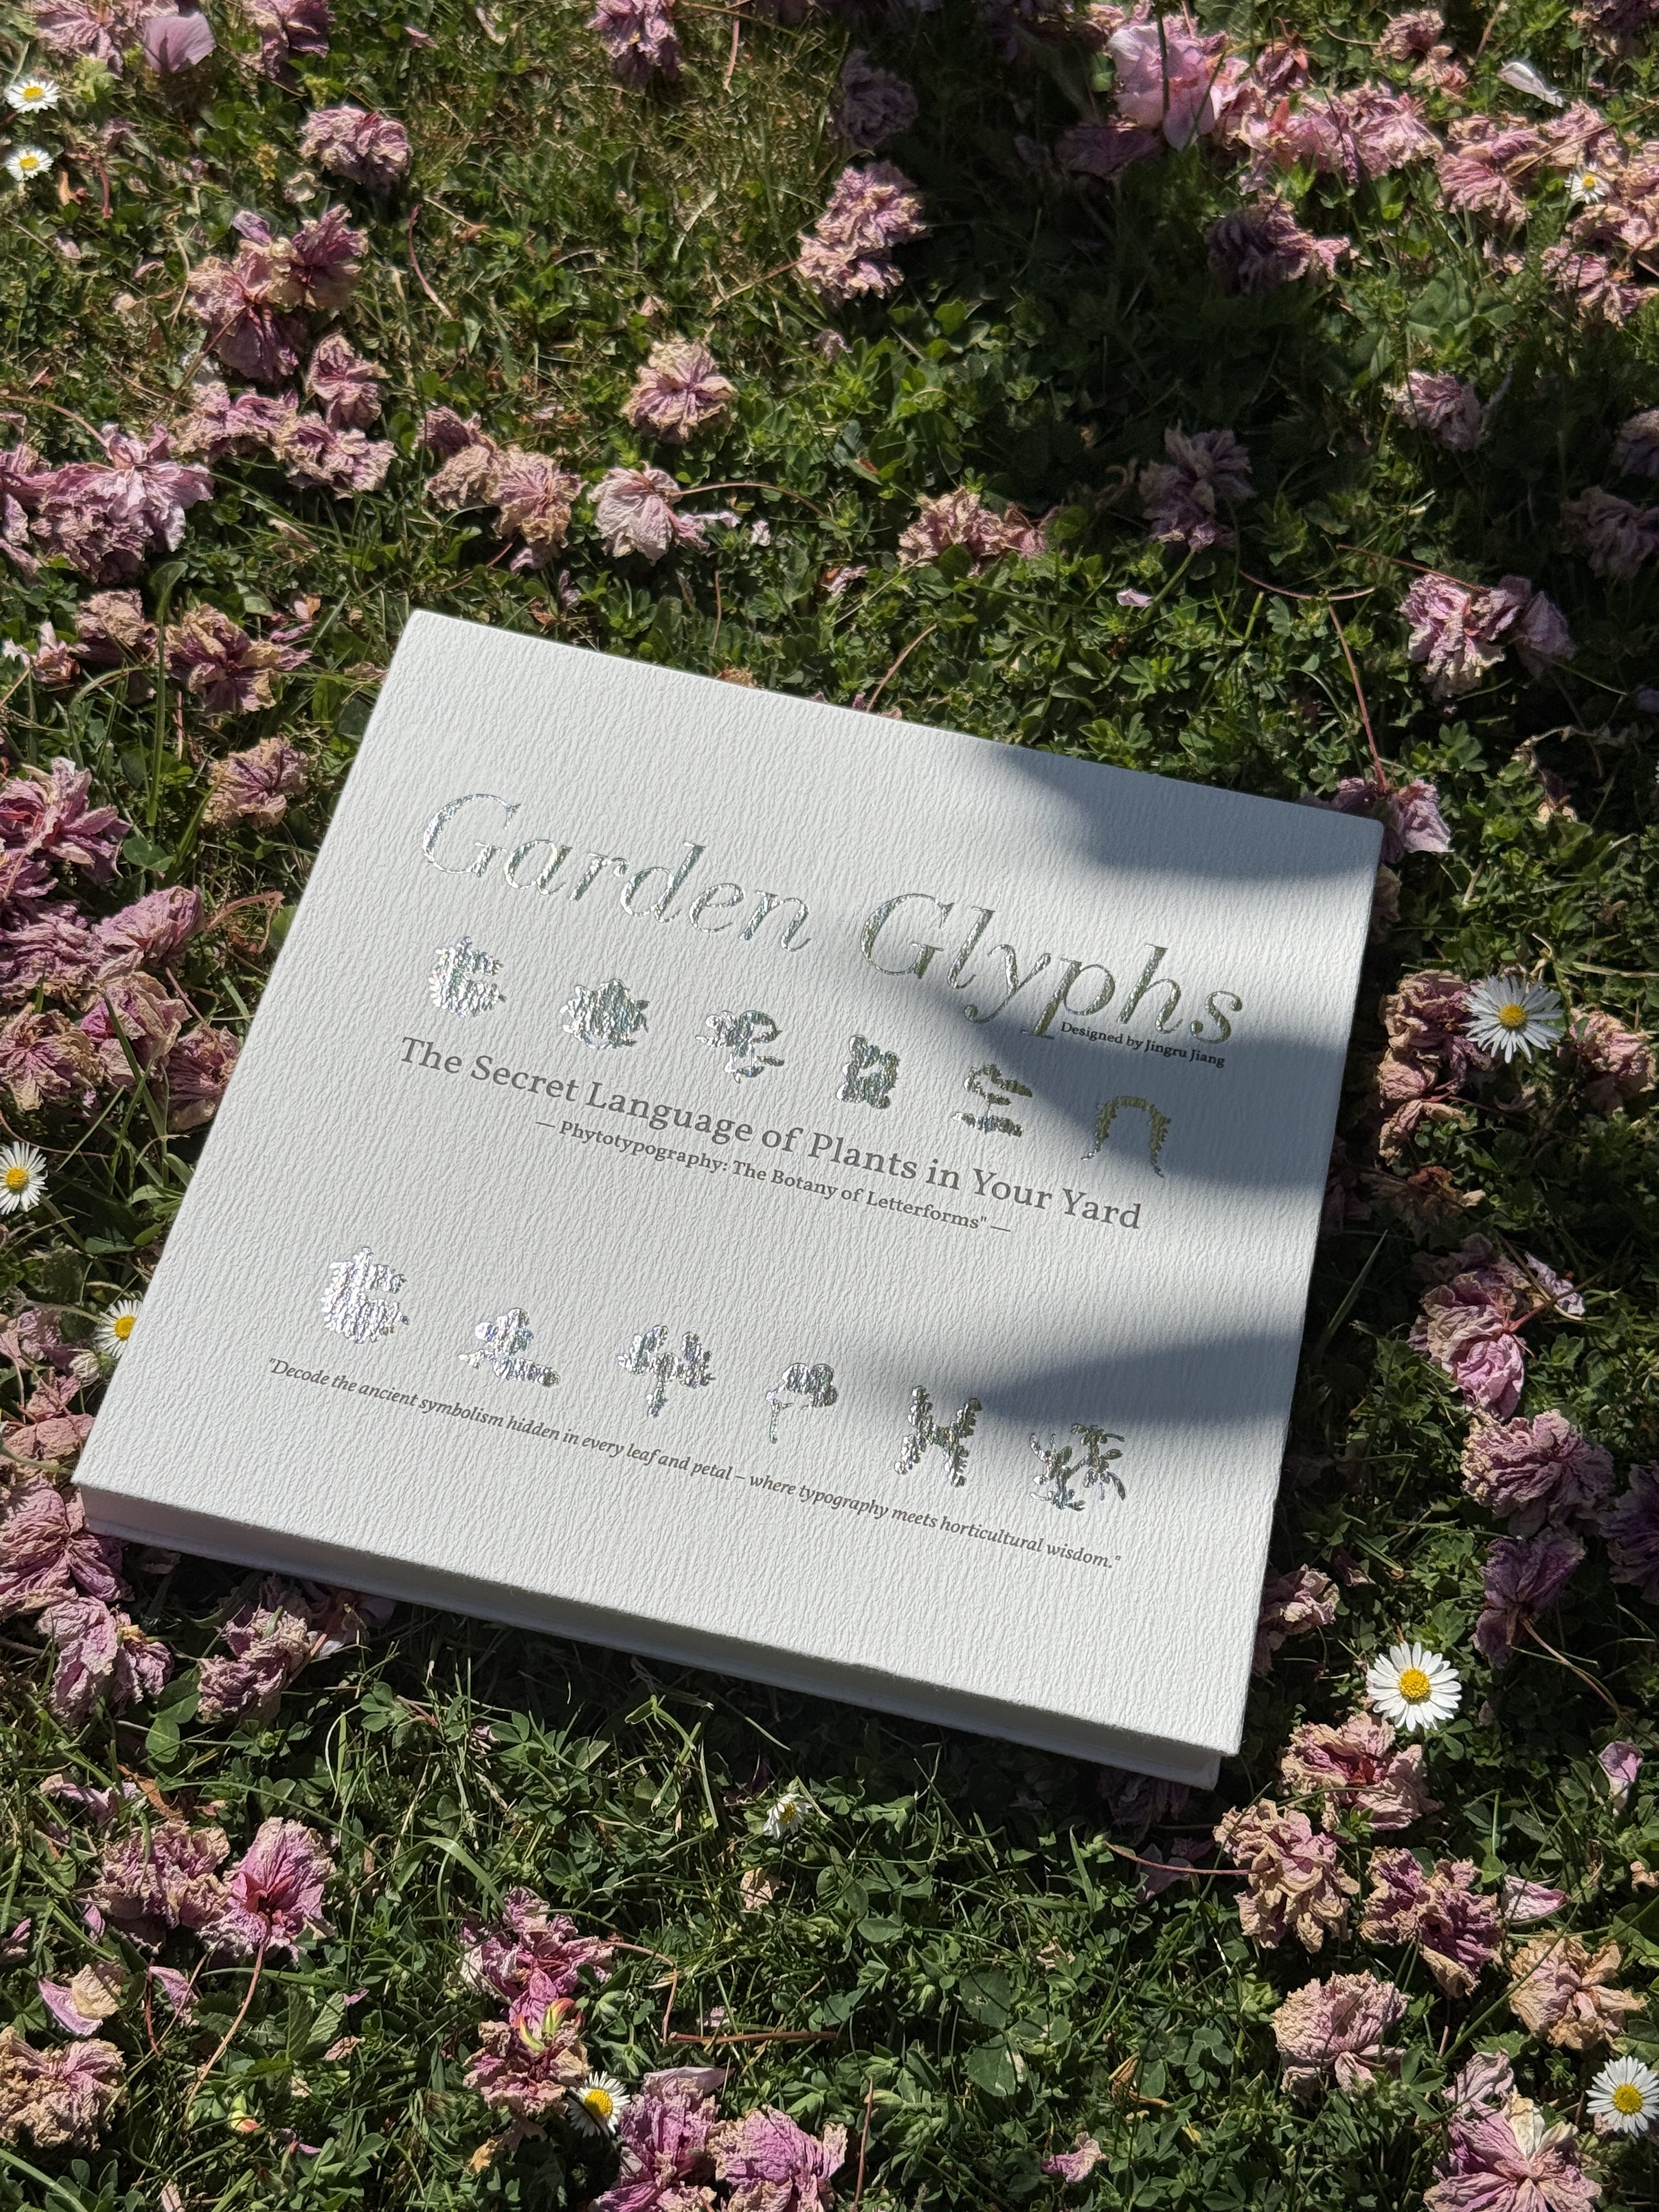 Garden Glyphs
Designed by Jingru Jiang
G a r d e n
The Secret Language of Plants in Your Yard
— Phytotypography: The Botany of Letterforms" —
G l y p h s
"Decode the ancient symbolism hidden in every leaf and petal – where typography meets horticultural wisdom."